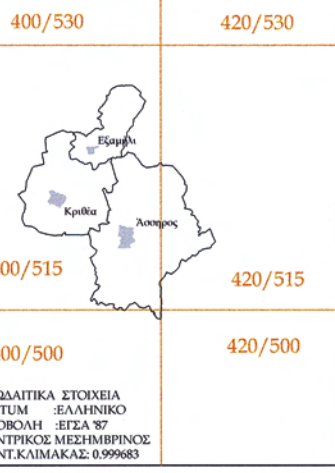 400/530 420/530
Εξαμήλι
Κριθέα
Άσσηρος
00/515 420/515
00/500 420/500
ΩΔΑΙΤΙΚΑ ΣΤΟΙΧΕΙΑ
TUM :ΕΛΛΗΝΙΚΟ
ΟΒΟΛΗ :ΕΓΣΑ '87
ΝΤΡΙΚΟΣ ΜΕΣΗΜΒΡΙΝΟΣ
ΝΤ.ΚΛΙΜΑΚΑΣ: 0.999683